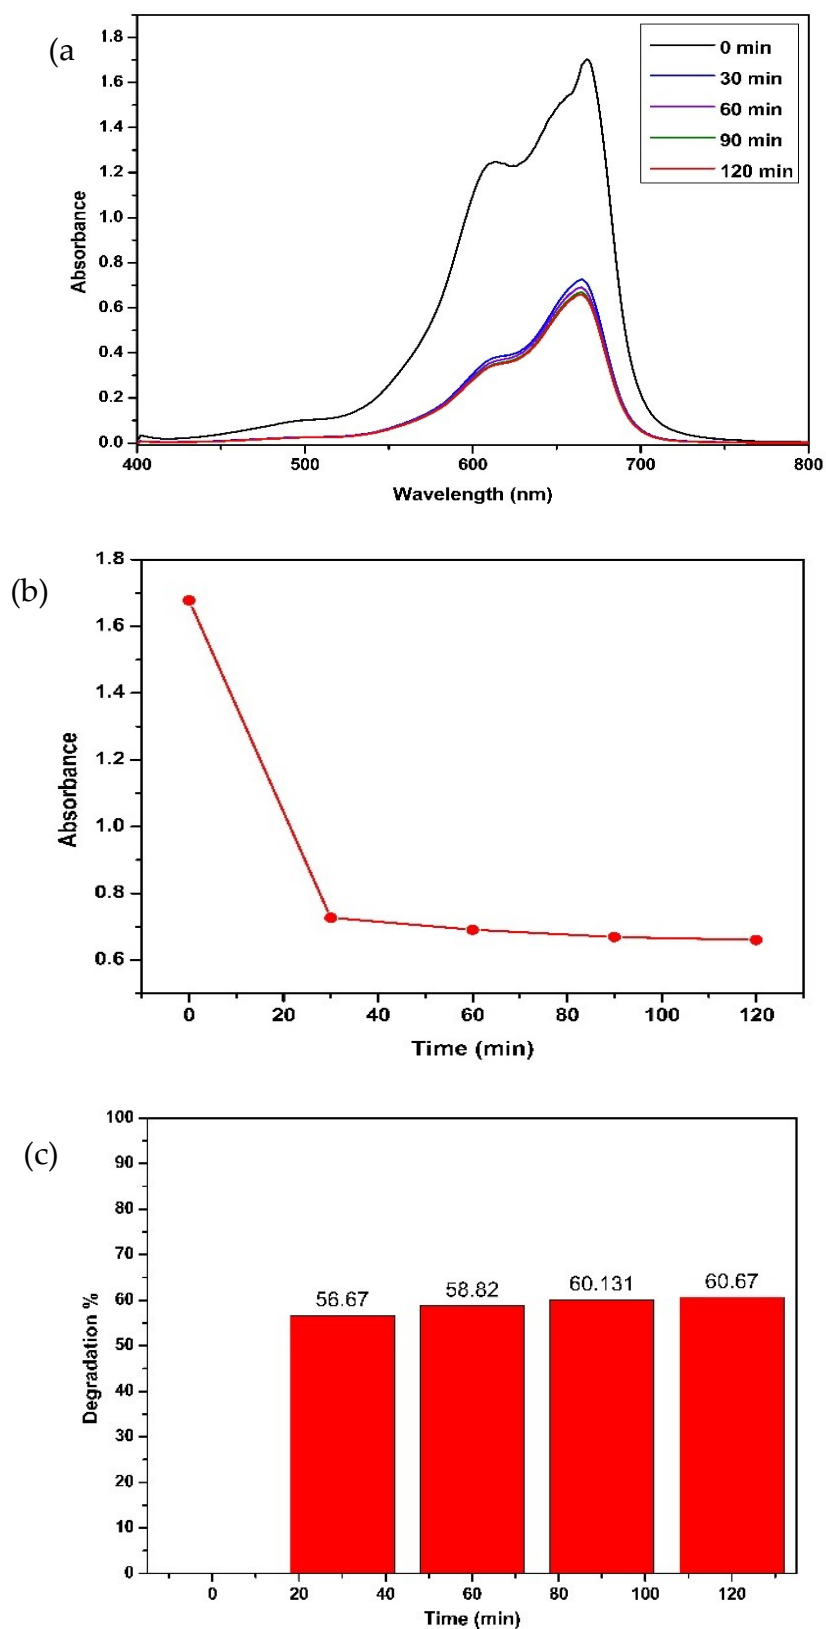 (a
Absorbance
1.8
1.6
1.4
1.2
1.0
0.8
0.6
0.4
0.2
0.0
0 min
30 min
60 min
90 min
120 min
400 500 600 700 800
Wavelength (nm)
(b)
Absorbance
1.8
1.6
1.4
1.2
1.0
0.8
0.6
0 20 40 60 80 100 120
Time (min)
(c)
Degradation %
100
90
80
70
60
50
40
30
20
10
0
56.67 58.82 60.131 60.67
0 20 40 60 80 100 120
Time (min)